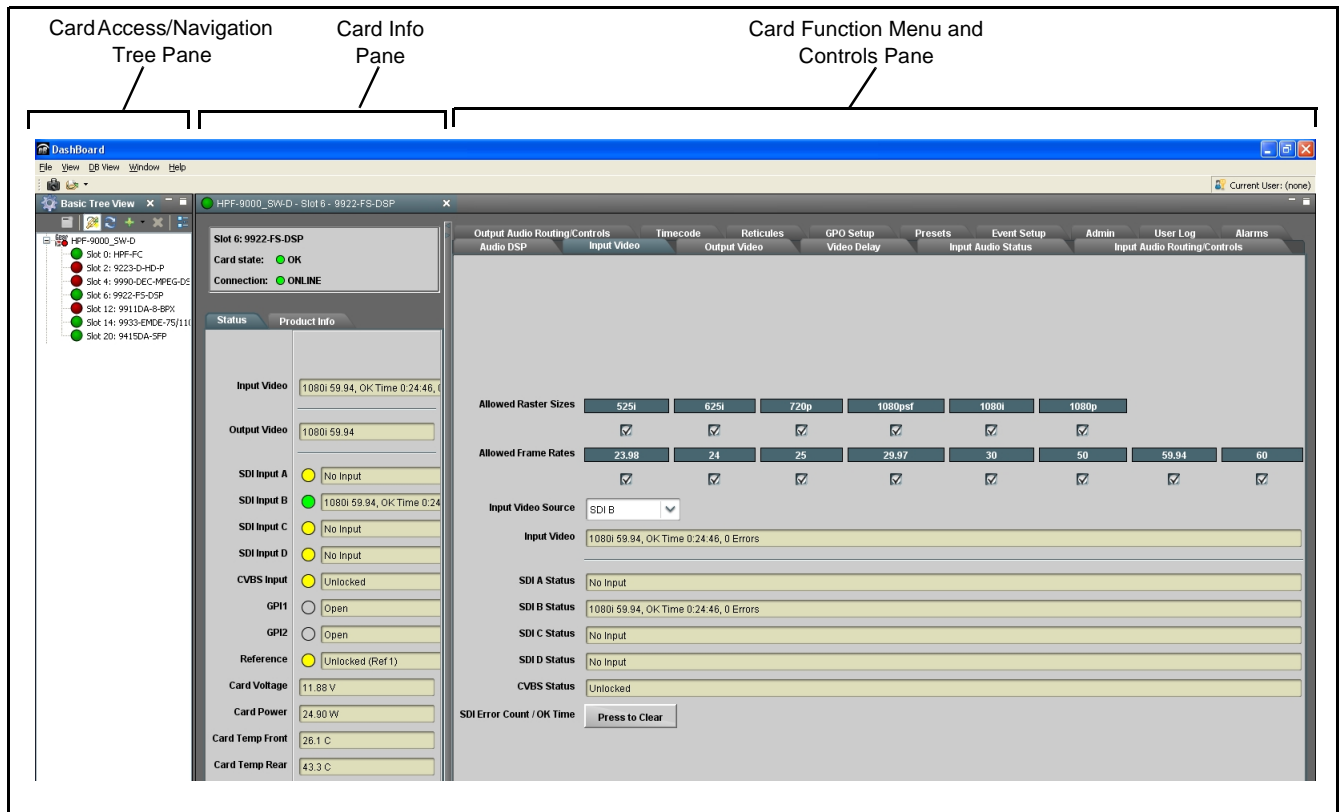 Card Access/Navigation
Tree Pane
Card Info
Pane
Card Function Menu and
Controls Pane
DashBoard
File View DB View Window Help
Current User: (none)
Basic Tree View
HPF-9000_SW-D - Slot 6 - 9922-FS-DSP
HPF-9000_SW-D
Slot 0: HPF-FC
Slot 2: 9223-D-HD-P
Slot 4: 9990-DEC-MPEG-DS
Slot 6: 9922-FS-DSP
Slot 12: 9911DA-8-BPX
Slot 14: 9933-EMDE-75/110
Slot 20: 9415DA-SFP
Slot 6: 9922-FS-DSP
Card state: OK
Connection: ONLINE
Status Product Info
Input Video 1080i 59.94, OK Time 0:24:46, 0
Output Video 1080i 59.94
SDI Input A No Input
SDI Input B 1080i 59.94, OK Time 0:24
SDI Input C No Input
SDI Input D No Input
CVBS Input Unlocked
GPI1 Open
GPI2 Open
Reference Unlocked (Ref 1)
Card Voltage 11.88 V
Card Power 24.90 W
Card Temp Front 26.1 C
Card Temp Rear 43.3 C
Output Audio Routing/Controls Timecode Reticules GPO Setup Presets Event Setup Admin User Log Alarms
Audio DSP Input Video Output Video Video Delay Input Audio Status Input Audio Routing/Controls
Allowed Raster Sizes 525i 625i 720p 1080psf 1080i 1080p
Allowed Frame Rates 23.98 24 25 29.97 30 50 59.94 60
Input Video Source SDI B
Input Video 1080i 59.94, OK Time 0:24:46, 0 Errors
SDI A Status No Input
SDI B Status 1080i 59.94, OK Time 0:24:46, 0 Errors
SDI C Status No Input
SDI D Status No Input
CVBS Status Unlocked
SDI Error Count / OK Time Press to Clear